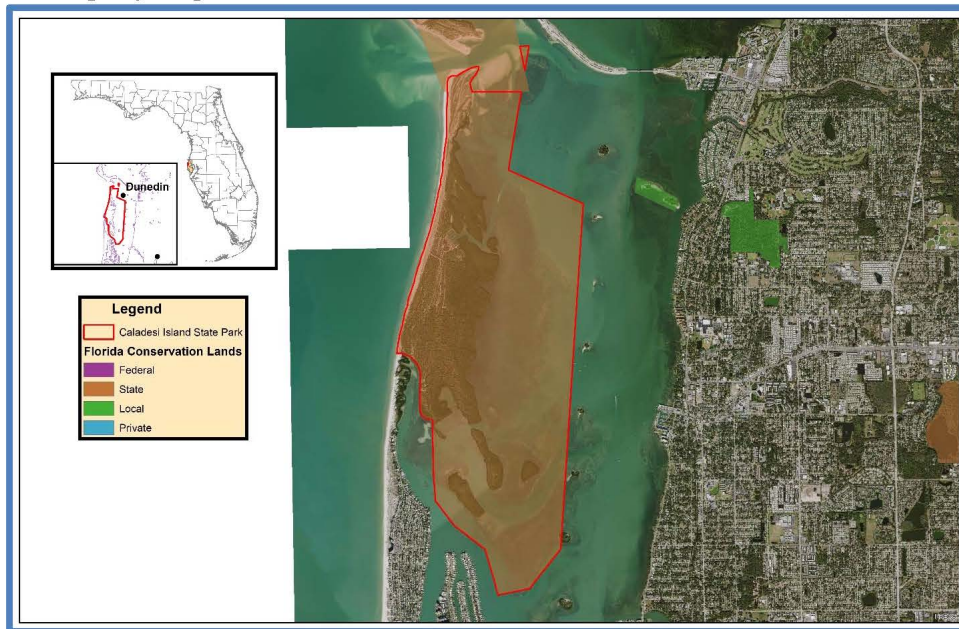 Dunedin
Legend
Caladesi Island State Park
Florida Conservation Lands
Federal
State
Local
Private